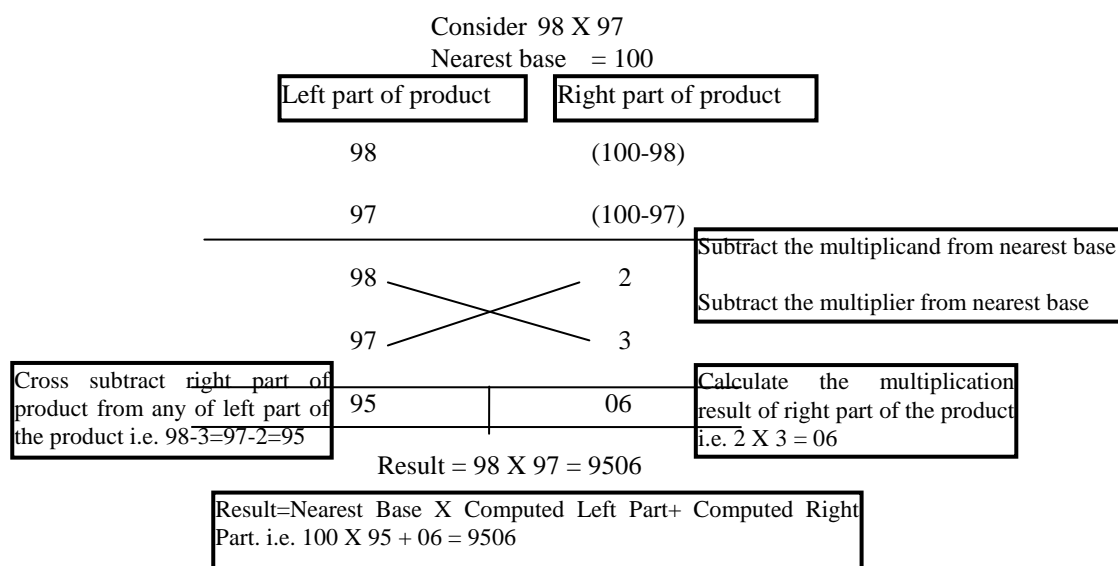 Consider 98 X 97
Nearest base = 100
Left part of product Right part of product
98 (100-98)
97 (100-97)
Subtract the multiplicand from nearest base
98 2
Subtract the multiplier from nearest base
97 3
Cross subtract right part of
product from any of left part of
the product i.e. 98-3=97-2=95
95 06
Calculate the multiplication
result of right part of the product
i.e. 2 X 3 = 06
Result = 98 X 97 = 9506
Result=Nearest Base X Computed Left Part+ Computed Right
Part. i.e. 100 X 95 + 06 = 9506